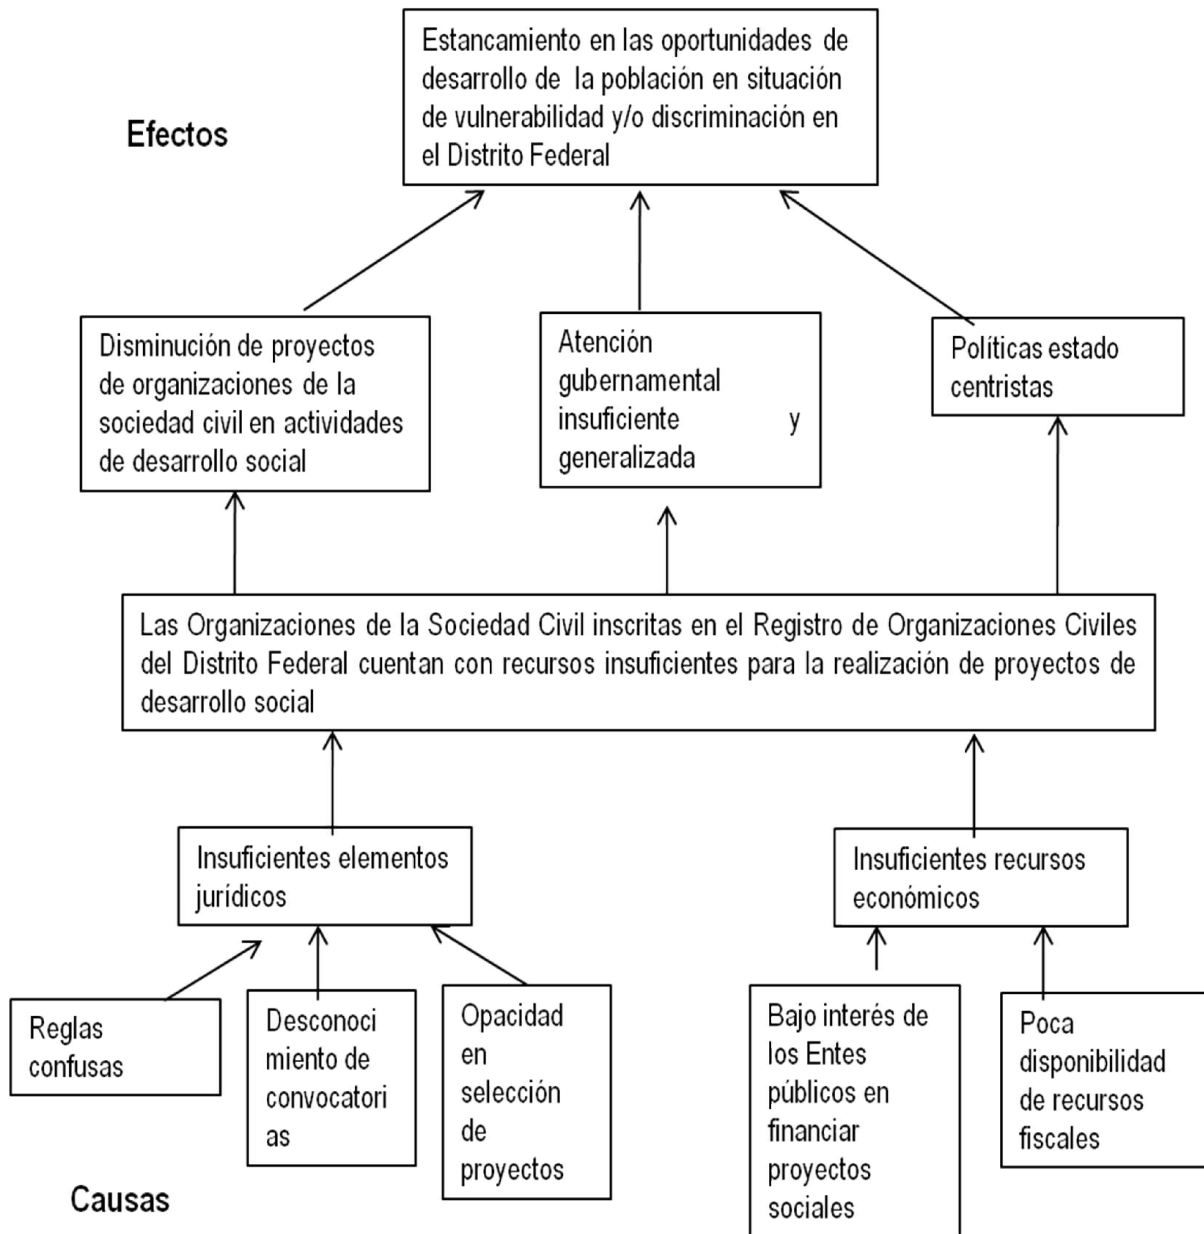 Estancamiento en las oportunidades de
desarrollo de la población en situación
de vulnerabilidad y/o discriminación en
el Distrito Federal
Efectos
Disminución de proyectos
de organizaciones de la
sociedad civil en actividades
de desarrollo social
Atención
gubernamental
insuficiente y
generalizada
Políticas estado
centristas
Las Organizaciones de la Sociedad Civil inscritas en el Registro de Organizaciones Civiles
del Distrito Federal cuentan con recursos insuficientes para la realización de proyectos de
desarrollo social
Insuficientes elementos
jurídicos
Insuficientes recursos
económicos
Reglas
confusas
Desconoci
miento de
convocatori
as
Opacidad
en
selección
de
proyectos
Bajo interés de
los Entes
públicos en
financiar
proyectos
sociales
Poca
disponibilidad
de recursos
fiscales
Causas